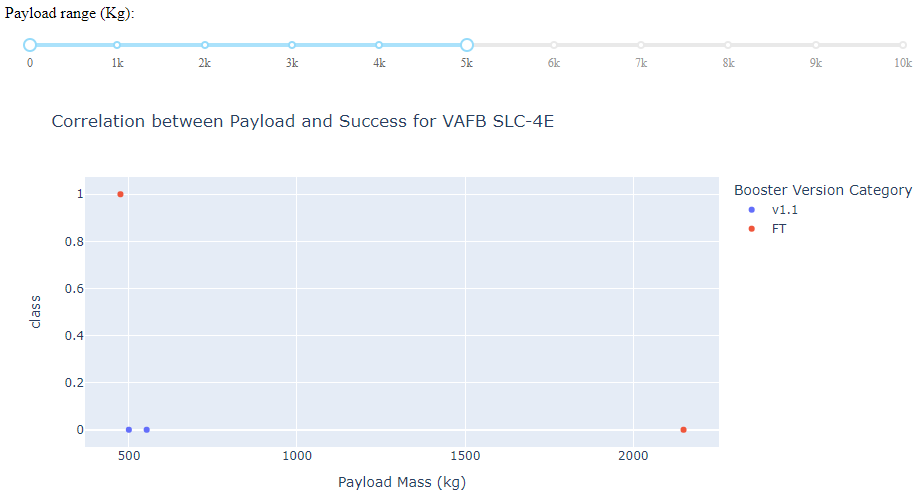 Payload range (Kg):
0 1k 2k 3k 4k 5k 6k 7k 8k 9k 10k
Correlation between Payload and Success for VAFB SLC-4E
Booster Version Category
v1.1
FT
1
0.8
0.6
0.4
0.2
0
class
500 1000 1500 2000
Payload Mass (kg)